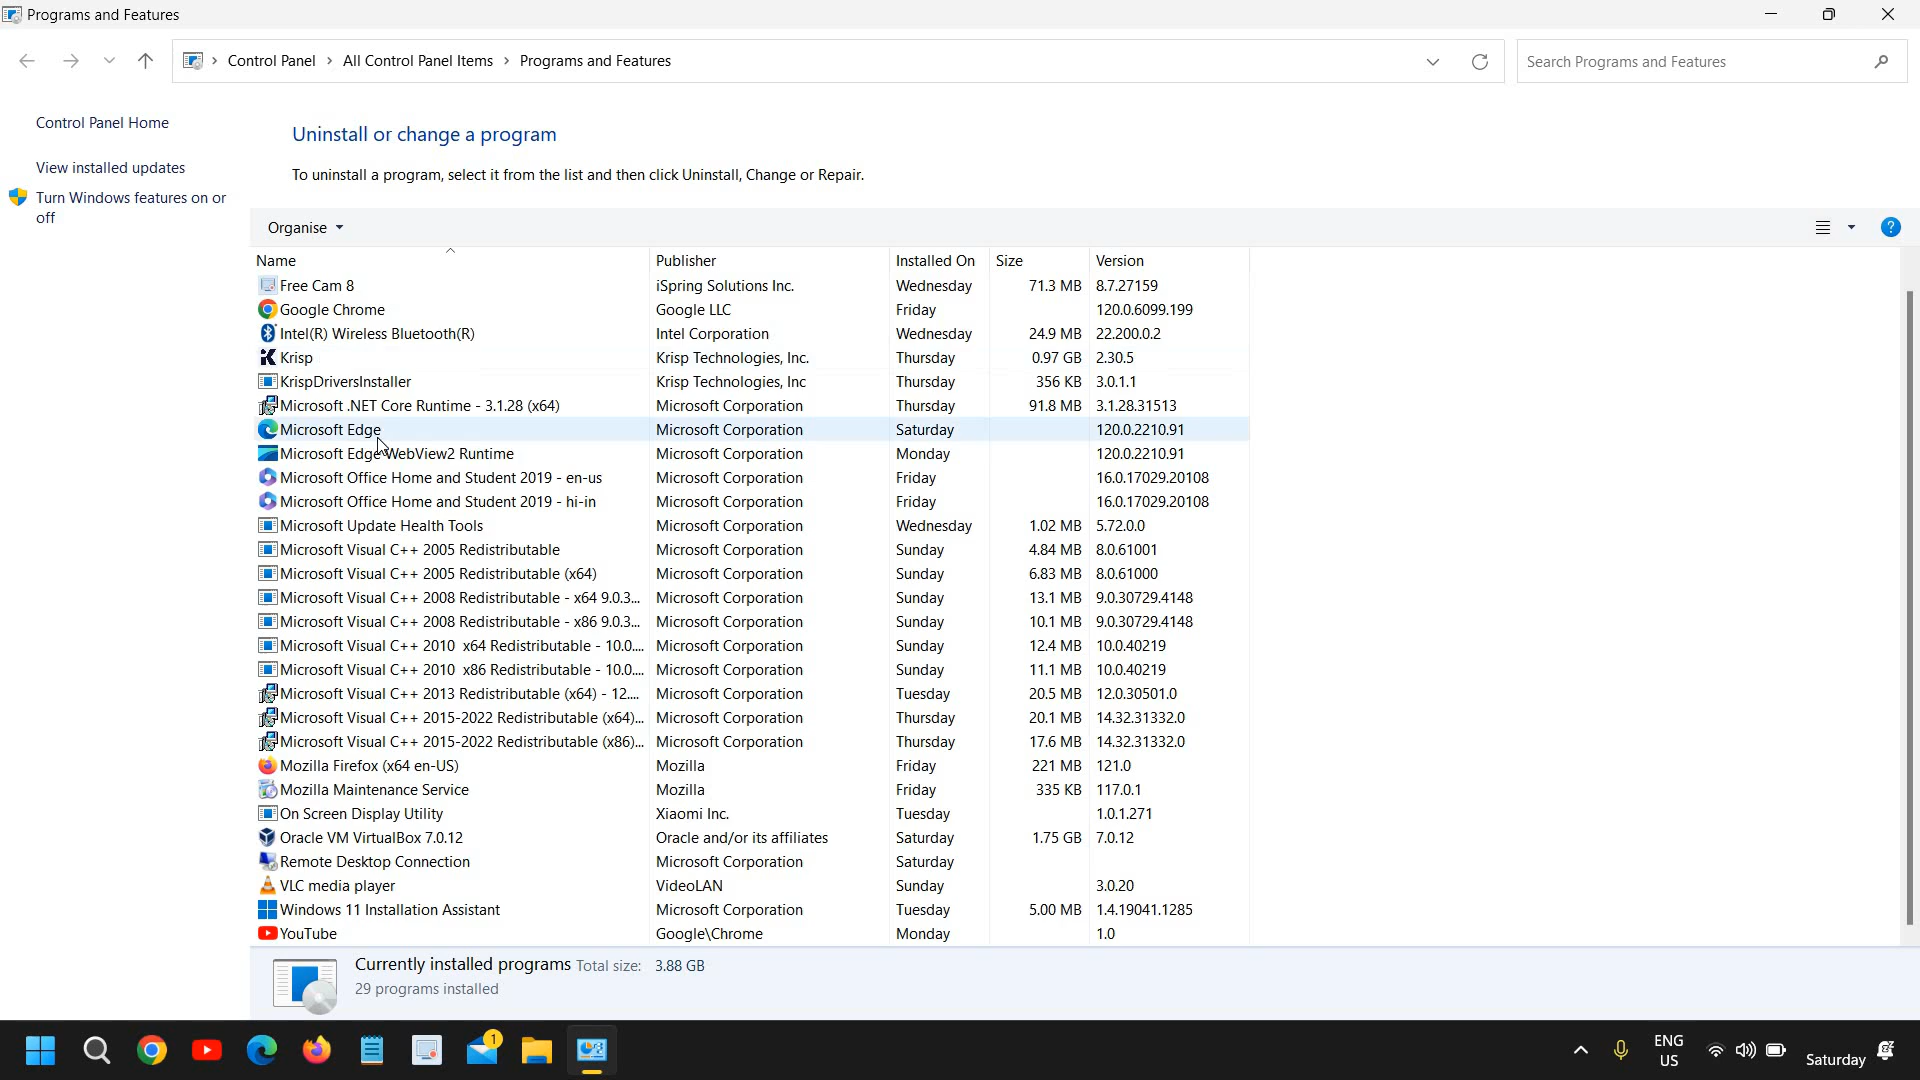 Programs and Features
Control Panel > All Control Panel Items > Programs and Features
Search Programs and Features
Control Panel Home
View installed updates
Turn Windows features on or
off
Uninstall or change a program
To uninstall a program, select it from the list and then click Uninstall, Change or Repair.
Organise
Name Publisher Installed On Size Version
Free Cam 8 iSpring Solutions Inc. Wednesday 71.3 MB 8.7.27159
Google Chrome Google LLC Friday 120.0.6099.199
Intel(R) Wireless Bluetooth(R) Intel Corporation Wednesday 24.9 MB 22.200.0.2
Krisp Krisp Technologies, Inc. Thursday 0.97 GB 2.30.5
KrispDriversInstaller Krisp Technologies, Inc Thursday 356 KB 3.0.1.1
Microsoft .NET Core Runtime - 3.1.28 (x64) Microsoft Corporation Thursday 91.8 MB 3.1.28.31513
Microsoft Edge Microsoft Corporation Saturday 120.0.2210.91
Microsoft Edge WebView2 Runtime Microsoft Corporation Monday 120.0.2210.91
Microsoft Office Home and Student 2019 - en-us Microsoft Corporation Friday 16.0.17029.20108
Microsoft Office Home and Student 2019 - hi-in Microsoft Corporation Friday 16.0.17029.20108
Microsoft Update Health Tools Microsoft Corporation Wednesday 1.02 MB 5.72.0.0
Microsoft Visual C++ 2005 Redistributable Microsoft Corporation Sunday 4.84 MB 8.0.61001
Microsoft Visual C++ 2005 Redistributable (x64) Microsoft Corporation Sunday 6.83 MB 8.0.61000
Microsoft Visual C++ 2008 Redistributable - x64 9.0.3... Microsoft Corporation Sunday 13.1 MB 9.0.30729.4148
Microsoft Visual C++ 2008 Redistributable - x86 9.0.3... Microsoft Corporation Sunday 10.1 MB 9.0.30729.4148
Microsoft Visual C++ 2010 x64 Redistributable - 10.0.... Microsoft Corporation Sunday 12.4 MB 10.0.40219
Microsoft Visual C++ 2010 x86 Redistributable - 10.0.... Microsoft Corporation Sunday 11.1 MB 10.0.40219
Microsoft Visual C++ 2013 Redistributable (x64) - 12.... Microsoft Corporation Tuesday 20.5 MB 12.0.30501.0
Microsoft Visual C++ 2015-2022 Redistributable (x64)... Microsoft Corporation Thursday 20.1 MB 14.32.31332.0
Microsoft Visual C++ 2015-2022 Redistributable (x86)... Microsoft Corporation Thursday 17.6 MB 14.32.31332.0
Mozilla Firefox (x64 en-US) Mozilla Friday 221 MB 121.0
Mozilla Maintenance Service Mozilla Friday 335 KB 117.0.1
On Screen Display Utility Xiaomi Inc. Tuesday 1.0.1.271
Oracle VM VirtualBox 7.0.12 Oracle and/or its affiliates Saturday 1.75 GB 7.0.12
Remote Desktop Connection Microsoft Corporation Saturday
VLC media player VideoLAN Sunday 3.0.20
Windows 11 Installation Assistant Microsoft Corporation Tuesday 5.00 MB 1.4.19041.1285
YouTube Google\Chrome Monday 1.0
Currently installed programs Total size: 3.88 GB
29 programs installed
1
ENG
US
Saturday